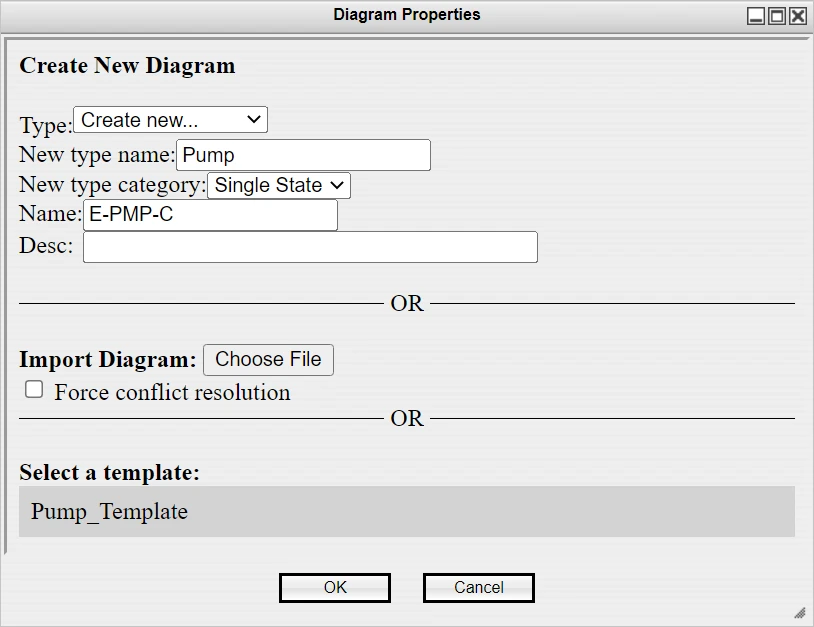 Diagram Properties
Create New Diagram
Type: Create new...
New type name: Pump
New type category: Single State
Name: E-PMP-C
Desc:
OR
Import Diagram: Choose File
Force conflict resolution
OR
Select a template:
Pump_Template
OK Cancel